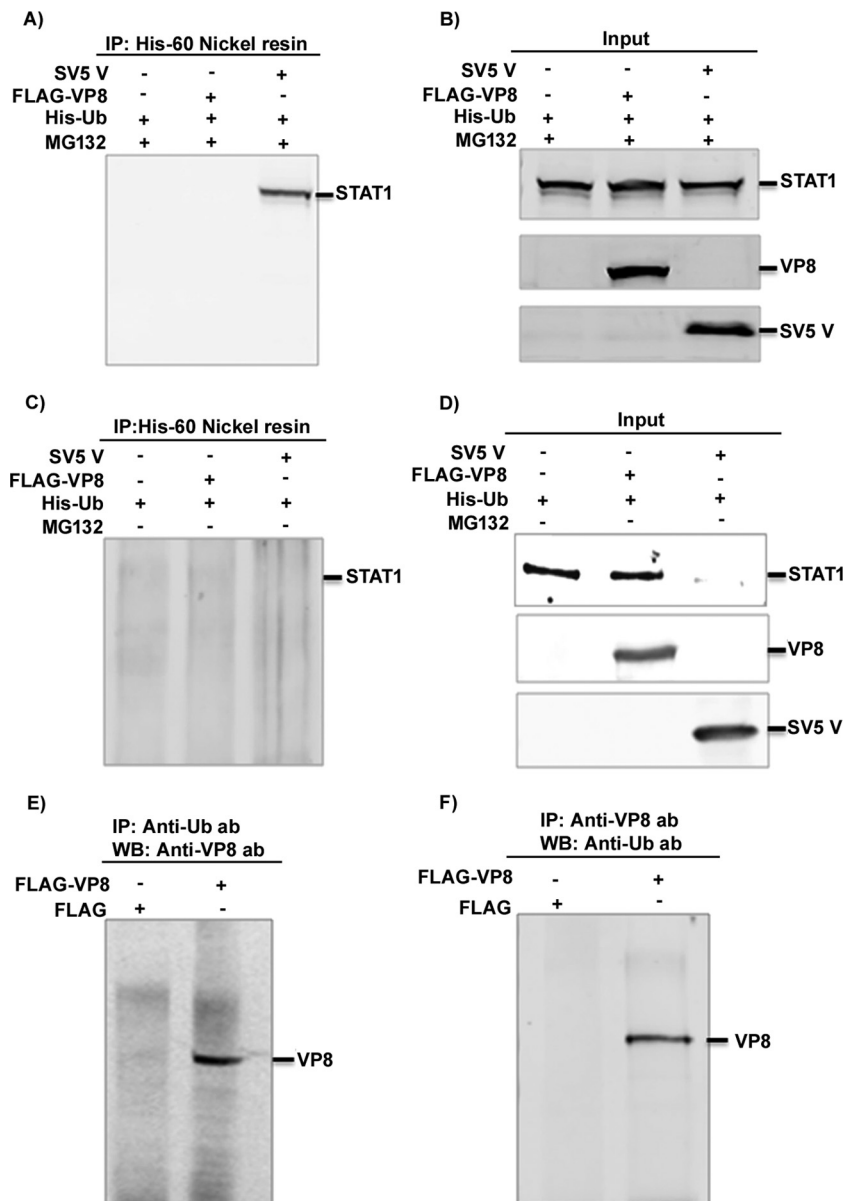 A)
IP: His-60 Nickel resin
SV5 V - - +
FLAG-VP8 - + -
His-Ub + + +
MG132 + + +
STAT1
B)
Input
SV5 V - - +
FLAG-VP8 - + -
His-Ub + + +
MG132 + + +
STAT1
VP8
SV5 V
C)
IP:His-60 Nickel resin
SV5 V - - +
FLAG-VP8 - + -
His-Ub + + +
MG132 - - -
STAT1
D)
Input
SV5 V - - +
FLAG-VP8 - + -
His-Ub + + +
MG132 - - -
STAT1
VP8
SV5 V
E)
IP: Anti-Ub ab
WB: Anti-VP8 ab
FLAG-VP8 - +
FLAG + -
VP8
F)
IP: Anti-VP8 ab
WB: Anti-Ub ab
FLAG-VP8 - +
FLAG + -
VP8